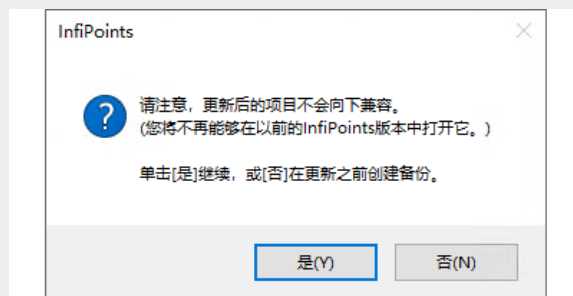 InfiPoints
请注意，更新后的项目不会向下兼容。
(您将不再能够在以前的InfiPoints版本中打开它。)
单击[是]继续，或[否]在更新之前创建备份。
是(Y)
否(N)